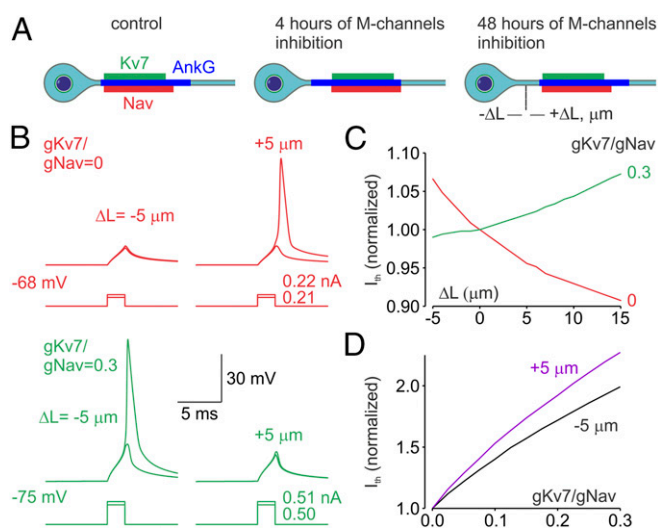 A
control
4 hours of M-channels
inhibition
48 hours of M-channels
inhibition
Kv7
AnkG
Nav
-ΔL
+ΔL, μm
B
gKv7/
gNav=0
+5 μm
ΔL= -5 μm
-68 mV
0.22 nA
0.21
gKv7/
gNav=0.3
30 mV
5 ms
ΔL= -5 μm
+5 μm
-75 mV
0.51 nA
0.50
C
gKv7/gNav
1.10
0.3
1.05
1.00
0.95
0.90
0
Ith (normalized)
ΔL (μm)
-5
0
5
10
15
D
+5 μm
2.0
-5 μm
1.5
1.0
Ith (normalized)
gKv7/gNav
0.0
0.1
0.2
0.3